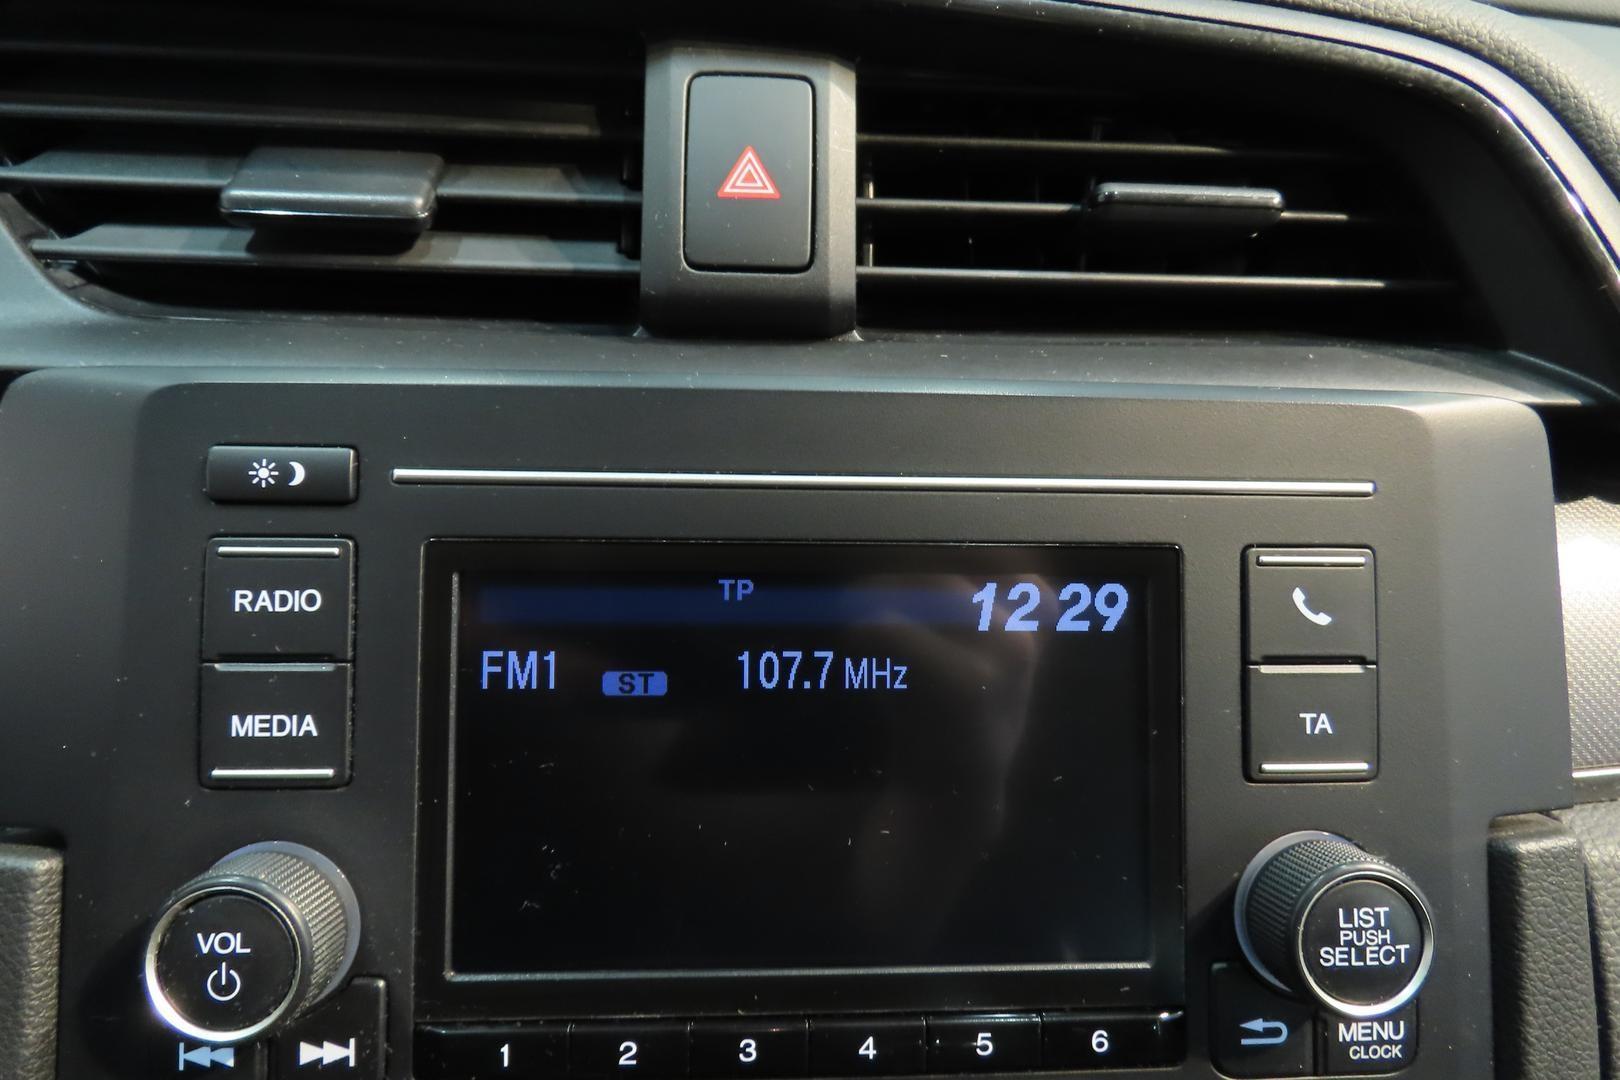 RADIO
MEDIA
TP
12 29
FM1 ST 107.7 MHz
TA
VOL
LIST
PUSH
SELECT
1 2 3 4 5 6
MENU
CLOCK